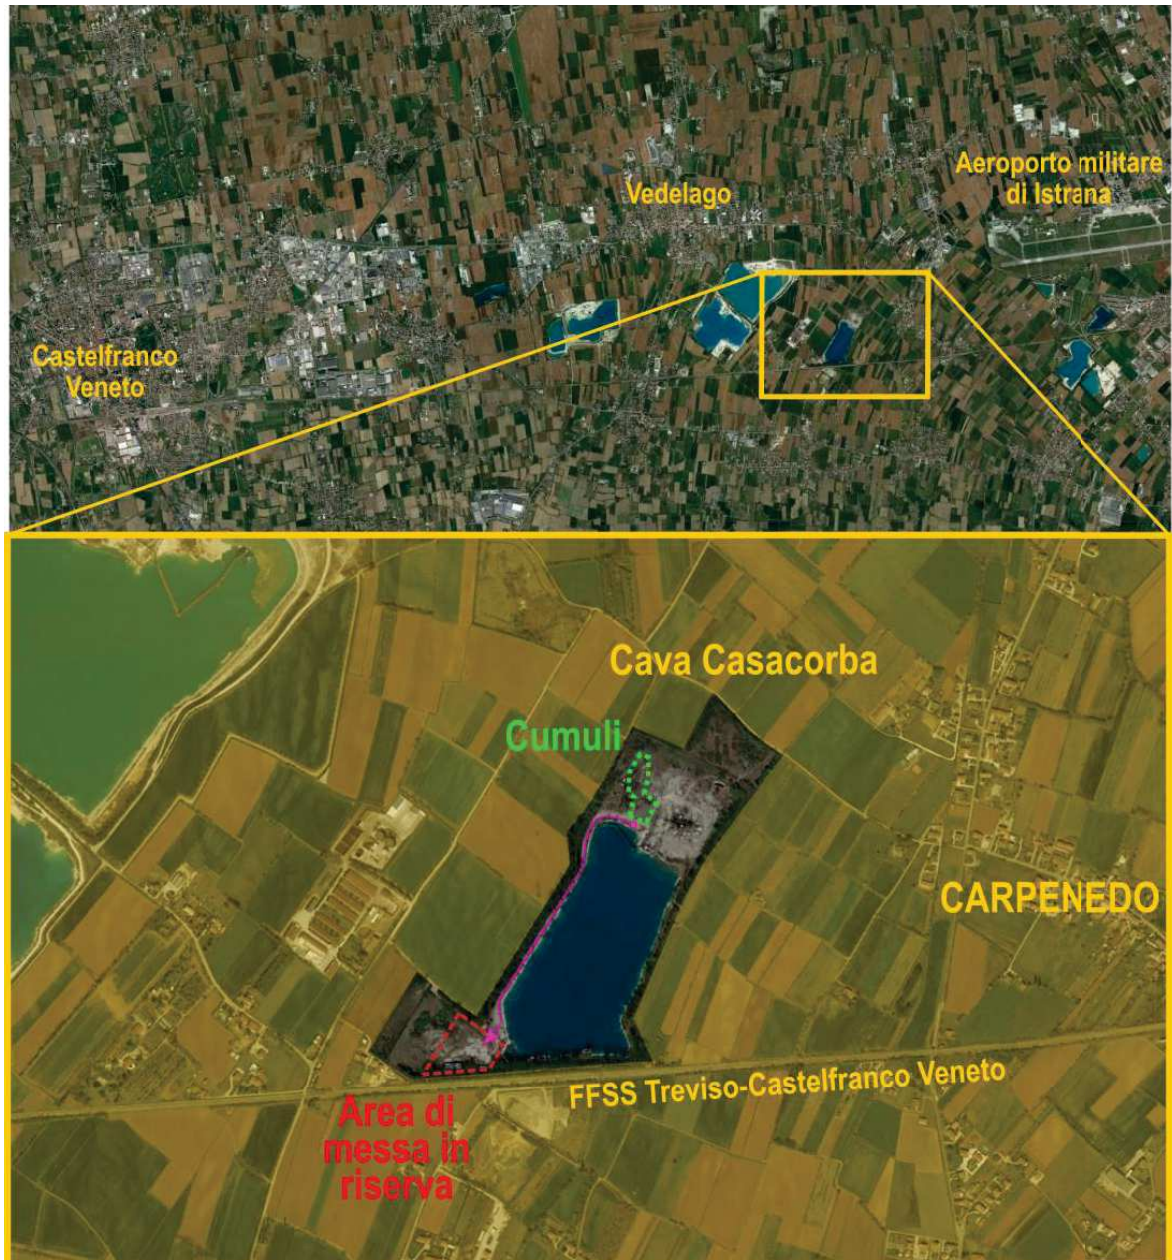 Aeroporto militare
di Istrana
Vedelago
Castelfranco
Veneto
Cava Casacorba
Cumuli
CARPENEDO
FFSS Treviso-Castelfranco Veneto
Area di
messa in
riserva